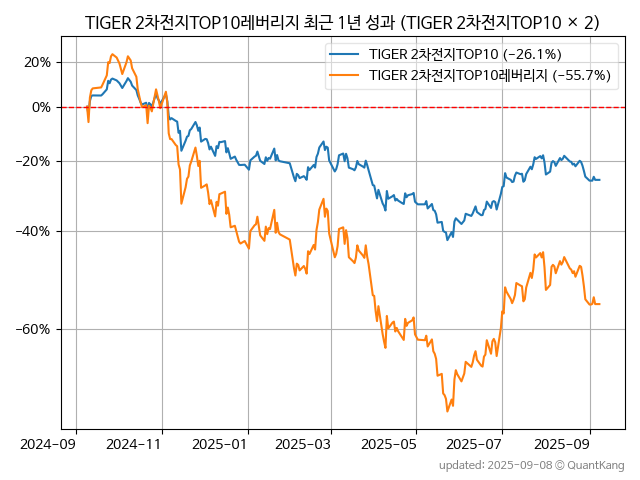 TIGER 2차전지TOP10레버리지 최근 1년 성과 (TIGER 2차전지TOP10 × 2)
TIGER 2차전지TOP10 (−26.1%)
TIGER 2차전지TOP10레버리지 (−55.7%)
20%
0%
−20%
−40%
−60%
2024-09 2024-11 2025-01 2025-03 2025-05 2025-07 2025-09
updated: 2025-09-08 © QuantKang